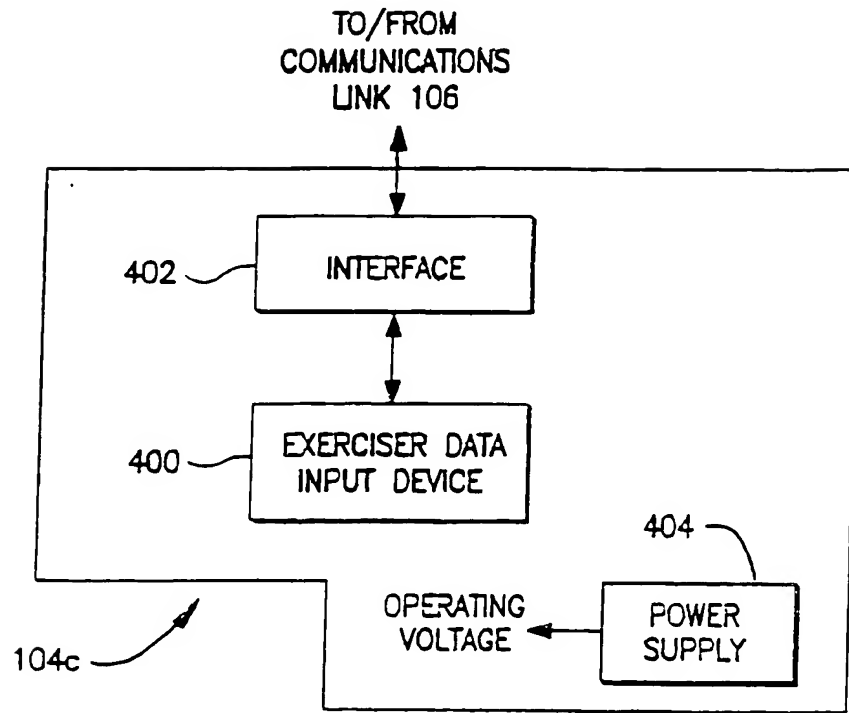 TO/FROM
COMMUNICATIONS
LINK 106
402
INTERFACE
400
EXERCISER DATA
INPUT DEVICE
404
OPERATING
VOLTAGE
POWER
SUPPLY
104c